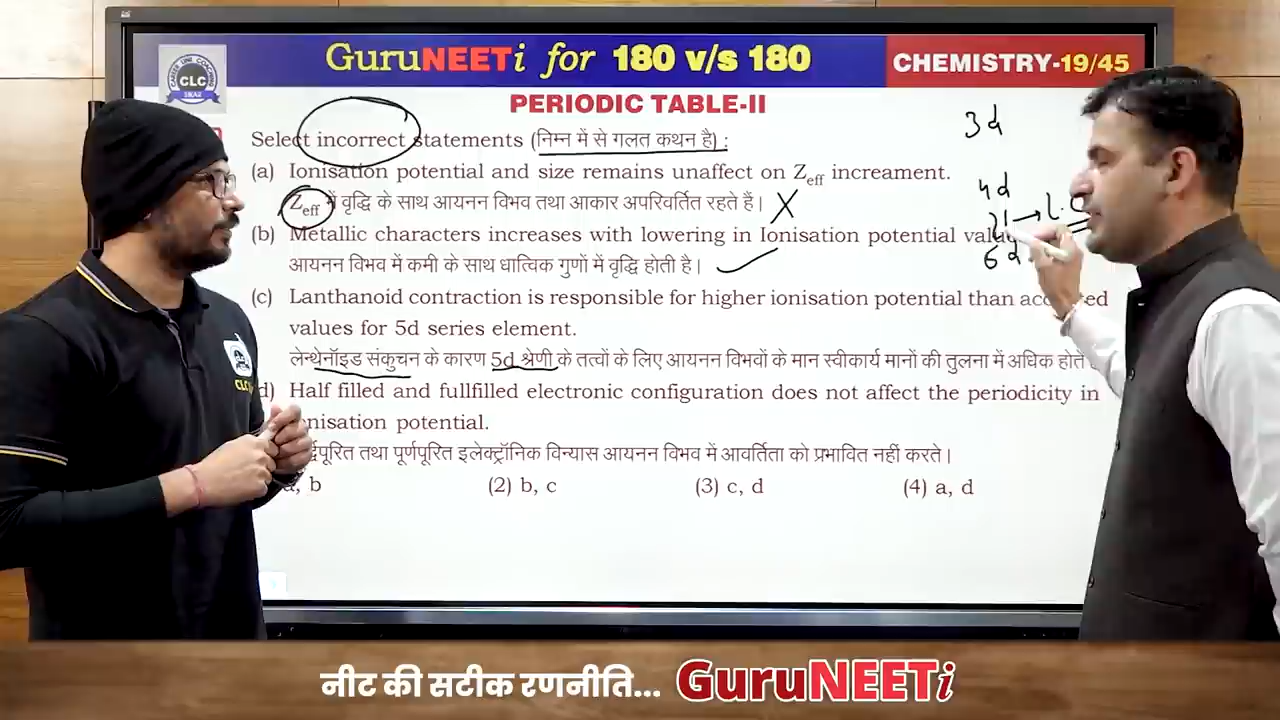 GuruNEETi for 180 v/s 180
CHEMISTRY-19/45
CLC
SIKAR
PERIODIC TABLE-II
Select incorrect statements (निम्न में से गलत कथन है) :
(a) Ionisation potential and size remains unaffect on Zeff increament.
Zeff में वृद्धि के साथ आयनन विभव तथा आकार अपरिवर्तित रहते हैं। X
(b) Metallic characters increases with lowering in Ionisation potential
आयनन विभव में कमी के साथ धात्विक गुणों में वृद्धि होती है।
(c) Lanthanoid contraction is responsible for higher ionisation potential than
values for 5d series element.
लेन्थेनॉइड संकुचन के कारण 5d श्रेणी के तत्वों के लिए आयनन विभवों के मान स्वीकार्य मानों की तुलना में अधिक होते
d) Half filled and fullfilled electronic configuration does not affect the periodicity in
ionisation potential.
तथा पूर्णपूरित इलेक्ट्रॉनिक विन्यास आयनन विभव में आवर्तिता को प्रभावित नहीं करते।
a, b (2) b, c (3) c, d (4) a, d
3d
4d
6d
CLC
नीट की सटीक रणनीति... GuruNEETi